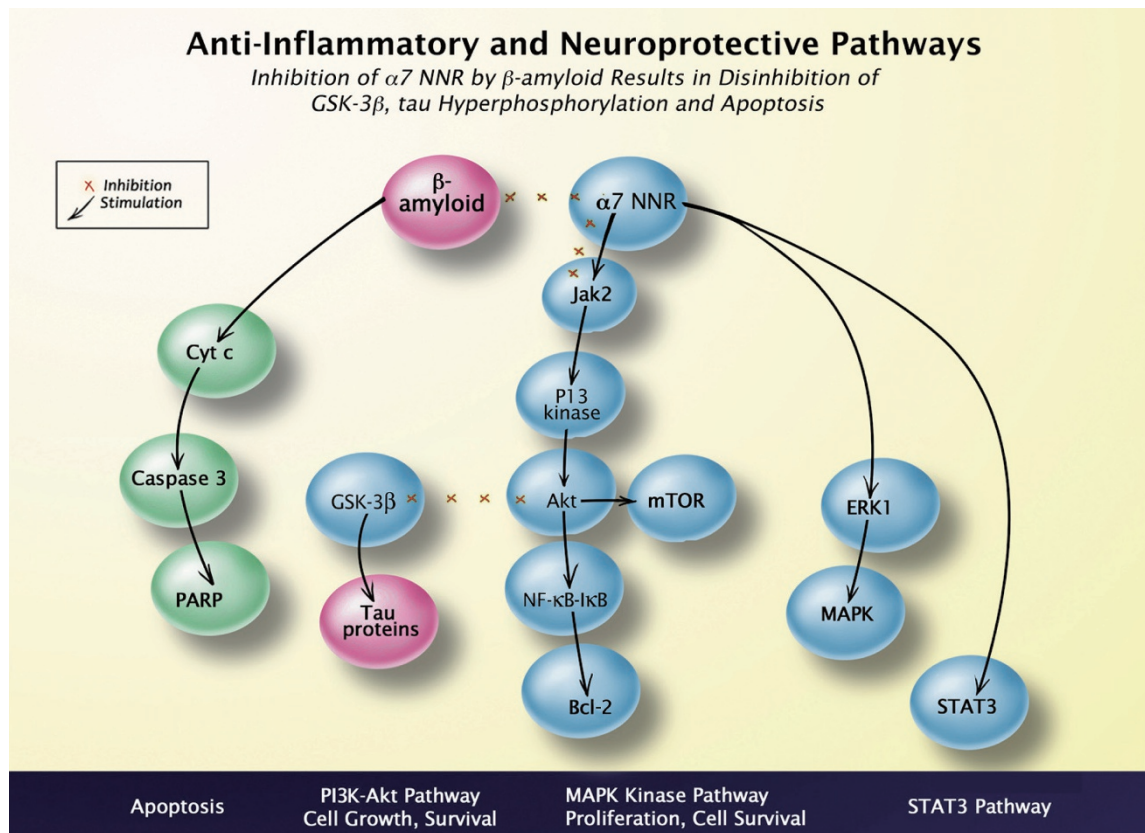 Anti-Inflammatory and Neuroprotective Pathways
Inhibition of α7 NNR by β-amyloid Results in Disinhibition of
GSK-3β, tau Hyperphosphorylation and Apoptosis
Inhibition
Stimulation
β-
amyloid
α7 NNR
Jak2
Cyt c
P13
kinase
Caspase 3
GSK-3β
Akt
mTOR
ERK1
PARP
Tau
proteins
NF-κB-IκB
MAPK
Bcl-2
STAT3
Apoptosis
PI3K-Akt Pathway
Cell Growth, Survival
MAPK Kinase Pathway
Proliferation, Cell Survival
STAT3 Pathway